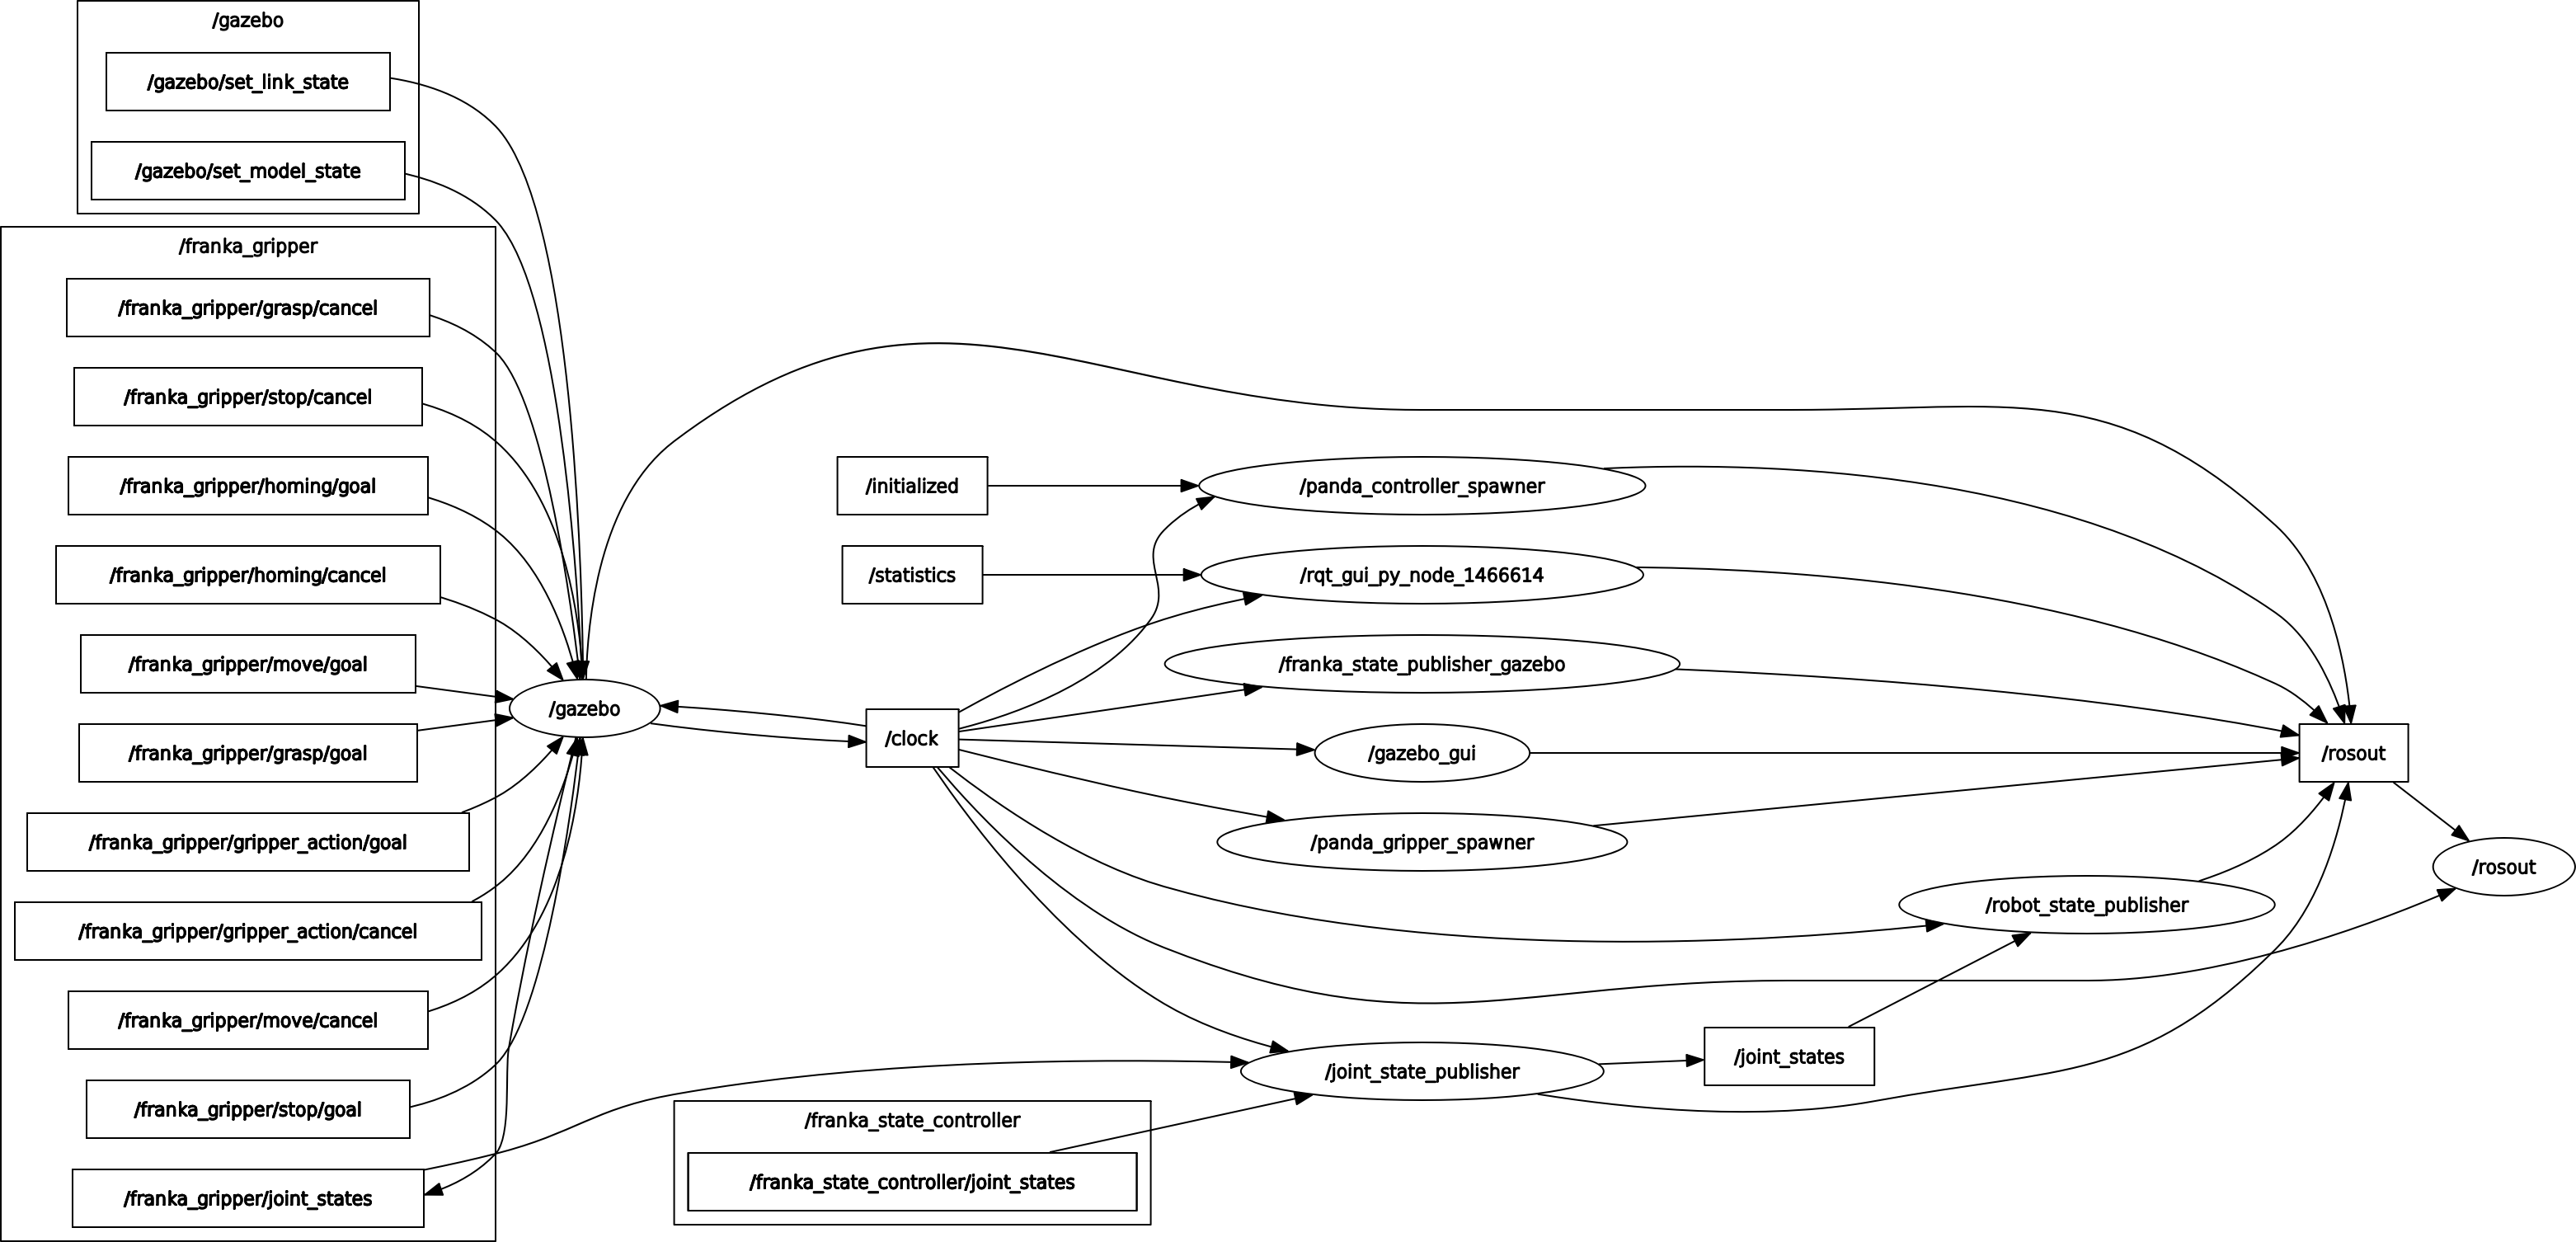 /gazebo
/gazebo/set_link_state
/gazebo/set_model_state
/franka_gripper
/franka_gripper/grasp/cancel
/franka_gripper/stop/cancel
/franka_gripper/homing/goal
/franka_gripper/homing/cancel
/franka_gripper/move/goal
/franka_gripper/grasp/goal
/franka_gripper/gripper_action/goal
/franka_gripper/gripper_action/cancel
/franka_gripper/move/cancel
/franka_gripper/stop/goal
/franka_gripper/joint_states
/gazebo
/initialized
/statistics
/clock
/franka_state_controller
/franka_state_controller/joint_states
/panda_controller_spawner
/rqt_gui_py_node_1466614
/franka_state_publisher_gazebo
/gazebo_gui
/panda_gripper_spawner
/joint_state_publisher
/joint_states
/robot_state_publisher
/rosout
/rosout